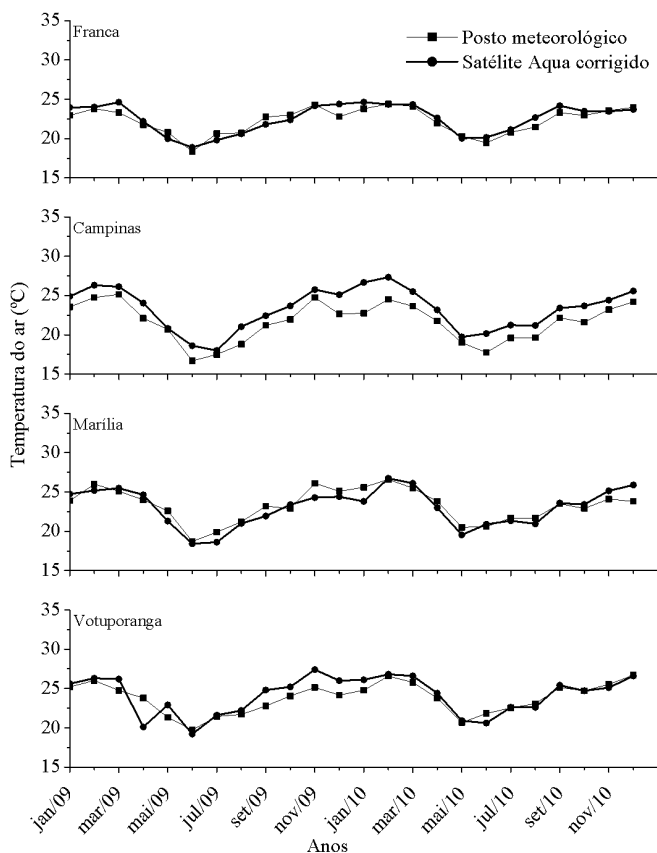 Franca
Posto meteorológico
Satélite Aqua corrigido
35
30
25
20
15
Campinas
35
30
25
20
15
Temperatura do ar (ºC)
Marília
35
30
25
20
15
Votuporanga
35
30
25
20
15
jan/09
mar/09
mai/09
jul/09
set/09
nov/09
jan/10
mar/10
mai/10
jul/10
set/10
nov/10
Anos